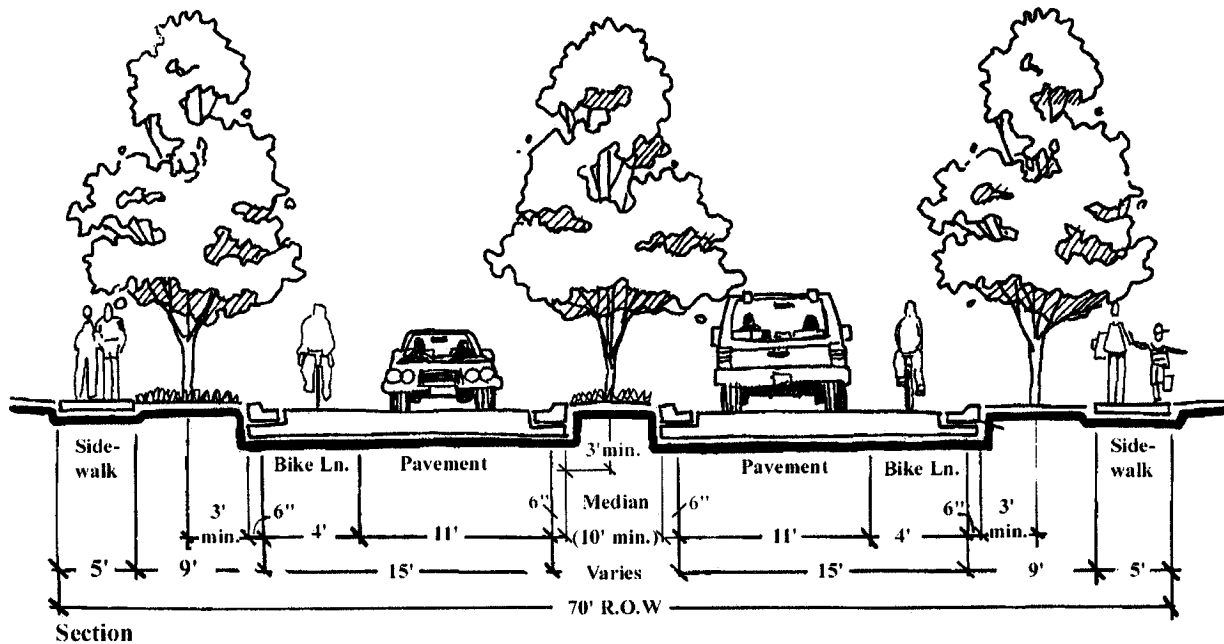 Side-
walk
Bike Ln.
Pavement
3'min.
Pavement
Bike Ln.
Side-
walk
3'
min.
6"
4'
11'
6"
Median
(10' min.)
6"
11'
4'
6"
3'
min.
5'
9'
15'
Varies
15'
9'
5'
70' R.O.W
Section